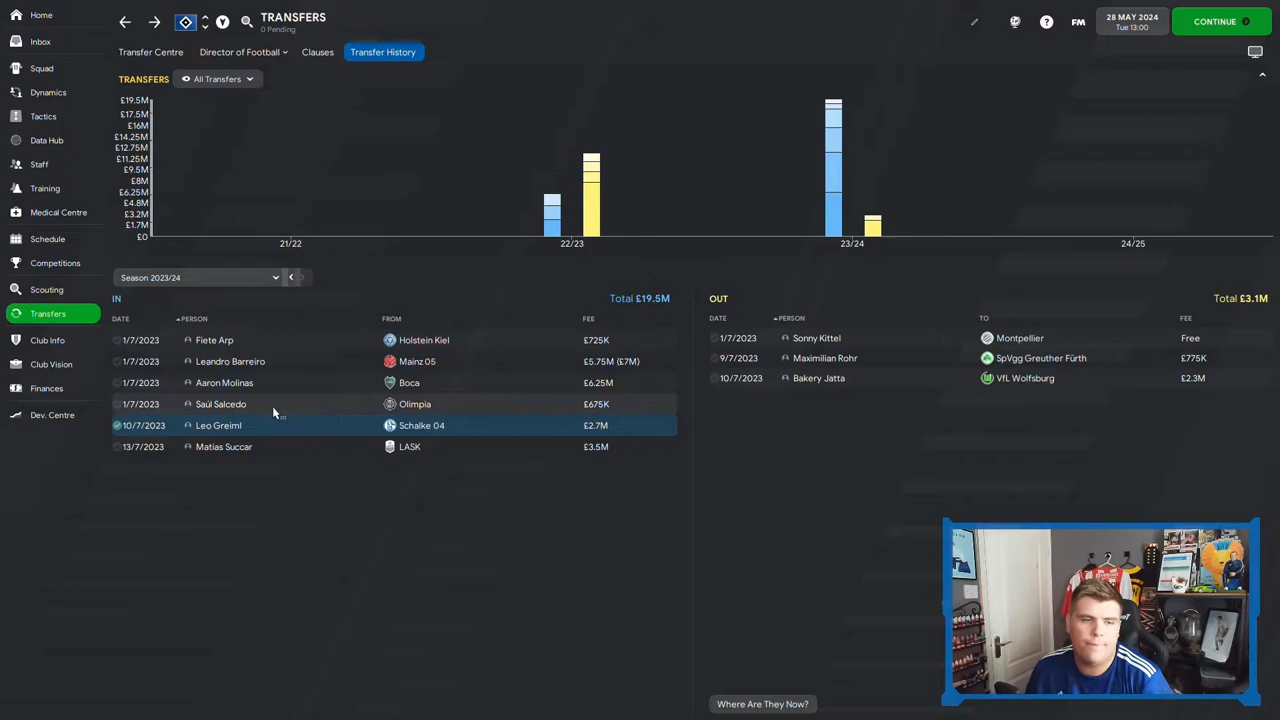 Home
Inbox
Squad
Dynamics
Tactics
Data Hub
Staff
Training
Medical Centre
Schedule
Competitions
Scouting
Transfers
Club Info
Club Vision
Finances
Dev. Centre
TRANSFERS
0 Pending
FM
28 MAY 2024
Tue 13:00
CONTINUE
Transfer Centre
Director of Football
Clauses
Transfer History
TRANSFERS
All Transfers
£19.5M
£17.5M
£16M
£14.25M
£12.75M
£11.25M
£9.5M
£8M
£6.25M
£4.8M
£3.2M
£1.7M
£0
21/22
22/23
23/24
24/25
Season 2023/24
IN
Total £19.5M
DATE PERSON FROM FEE
1/7/2023 Fiete Arp Holstein Kiel £725K
1/7/2023 Leandro Barreiro Mainz 05 £5.75M (£7M)
1/7/2023 Aaron Molinas Boca £6.25M
1/7/2023 Saúl Salcedo Olimpia £675K
10/7/2023 Leo Greiml Schalke 04 £2.7M
13/7/2023 Matías Succar LASK £3.5M
OUT
Total £3.1M
DATE PERSON TO FEE
1/7/2023 Sonny Kittel Montpellier Free
9/7/2023 Maximilian Rohr SpVgg Greuther Fürth £775K
10/7/2023 Bakery Jatta VfL Wolfsburg £2.3M
Where Are They Now?